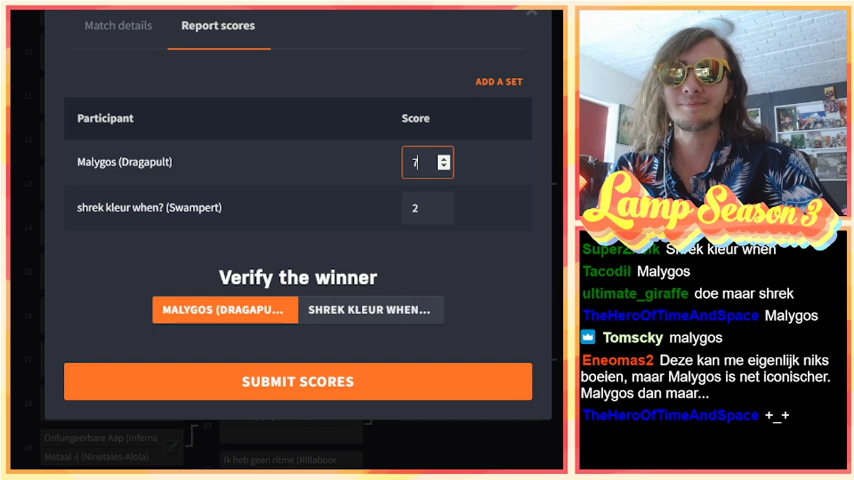 Match details
Report scores
ADD A SET
Participant Score
Malygos (Dragapult) 7
shrek kleur when? (Swampert) 2
Verify the winner
MALYGOS (DRAGAPU... SHREK KLEUR WHEN...
SUBMIT SCORES
Onfungeerbare Aap (Inferna
Metaal :( (Ninetales-Alola)
Ik heb geen ritme (Rillaboor
Lamp Season 3
Shrek kleur when
Tacodil Malygos
ultimate_giraffe doe maar shrek
TheHeroOfTimeAndSpace Malygos
Tomscky malygos
Eneomas2 Deze kan me eigenlijk niks
boeien, maar Malygos is net iconischer.
Malygos dan maar...
TheHeroOfTimeAndSpace +_+